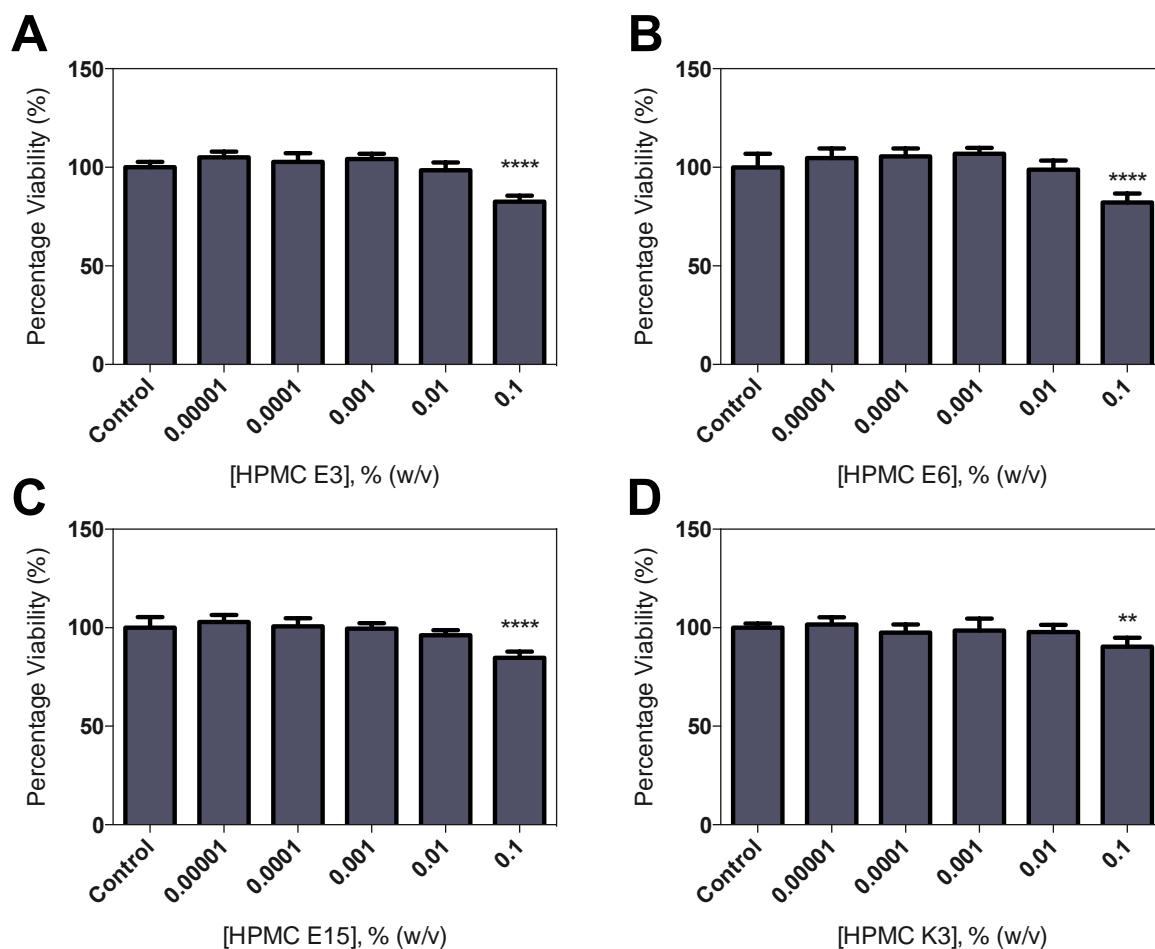 A
Percentage Viability (%)
150
100
50
0
****
Control
0.00001
0.0001
0.001
0.01
0.1
[HPMC E3], % (w/v)
B
Percentage Viability (%)
150
100
50
0
****
Control
0.00001
0.0001
0.001
0.01
0.1
[HPMC E6], % (w/v)
C
Percentage Viability (%)
150
100
50
0
****
Control
0.00001
0.0001
0.001
0.01
0.1
[HPMC E15], % (w/v)
D
Percentage Viability (%)
150
100
50
0
**
Control
0.00001
0.0001
0.001
0.01
0.1
[HPMC K3], % (w/v)